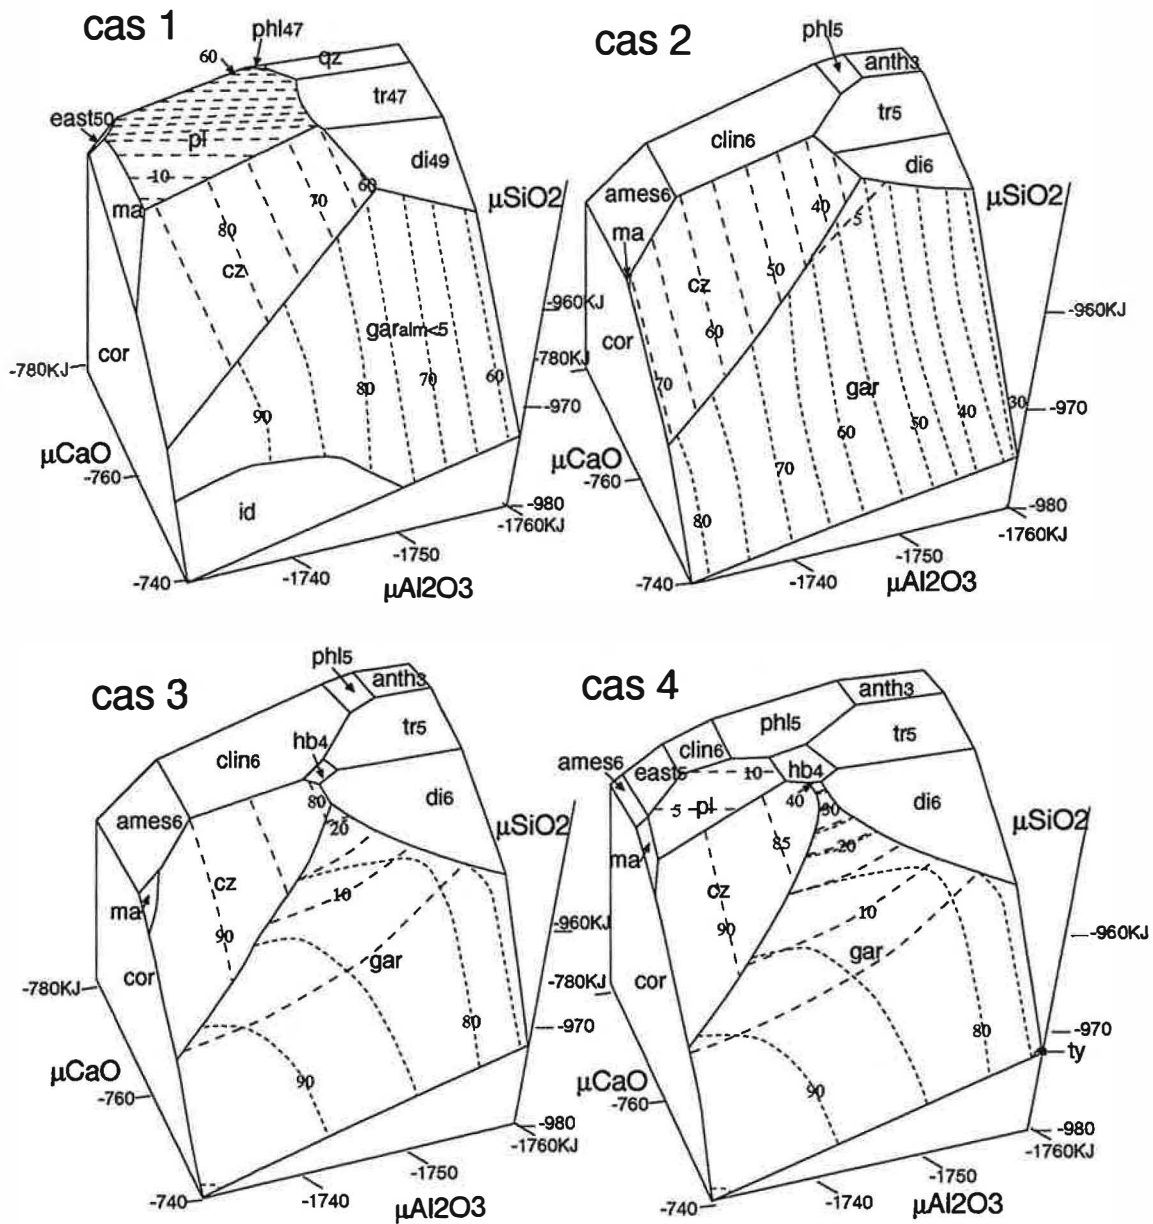 cas 1
phl47
60
qz
east50
tr47
pl
di49
10
60
ma
70
µSiO2
80
cz
-960KJ
garalm<5
cor
-780KJ
-780KJ
80
70
60
90
-970
µCaO
-760
id
-980
-1760KJ
-1750
-740
-1740
µAl2O3
cas 2
phl5
anth3
tr5
clin6
di6
ames6
µSiO2
40
5
ma
50
cz
-960KJ
60
cor
70
gar
30
40
-970
50
60
µCaO
70
-760
-980
80
-1760KJ
-1750
-740
-1740
µAl2O3
cas 3
phl5
anth3
tr5
hb4
clin6
di6
80
ames6
20
µSiO2
cz
10
ma
-960KJ
90
gar
cor
-780KJ
-780KJ
80
-970
µCaO
90
-760
-980
-1760KJ
-1750
-740
-1740
µAl2O3
cas 4
anth3
phl5
tr5
clin6
ames6
east5
10
hb4
40
di6
5
pl
30
µSiO2
85
20
ma
cz
10
90
-960KJ
gar
cor
80
-970
ty
µCaO
90
-760
-980
-1760KJ
-1750
-740
-1740
µAl2O3